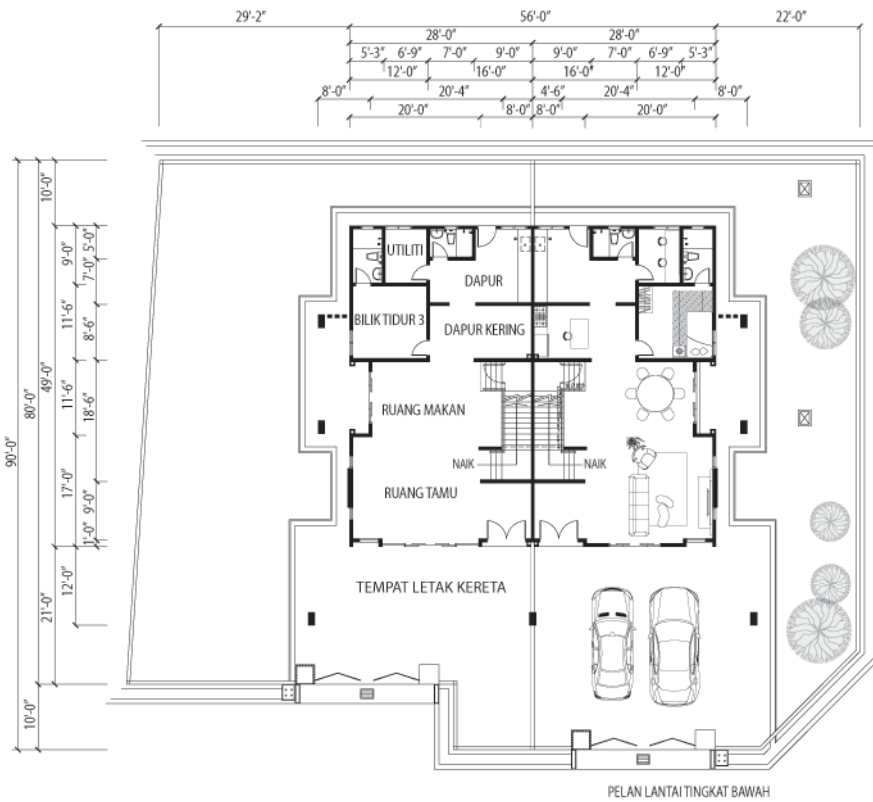 29'-2" 56'-0" 22'-0"
28'-0" 28'-0"
5'-3" 6'-9" 7'-0" 9'-0" 9'-0" 7'-0" 6'-9" 5'-3"
12'-0" 16'-0" 16'-0" 12'-0"
8'-0" 20'-4" 4'-6" 20'-4" 8'-0"
20'-0" 8'-0" 8'-0" 20'-0"
90'-0"
80'-0"
10'-0"
10'-0"
49'-0"
21'-0"
9'-0"
11'-6"
11'-6"
17'-0"
12'-0"
5'-0"
7'-0"
8'-6"
18'-6"
9'-0"
1'-0"
UTILITI
DAPUR
BILIK TIDUR 3
DAPUR KERING
RUANG MAKAN
NAIK NAIK
RUANG TAMU
TEMPAT LETAK KERETA
PELAN LANTAI TINGKAT BAWAH